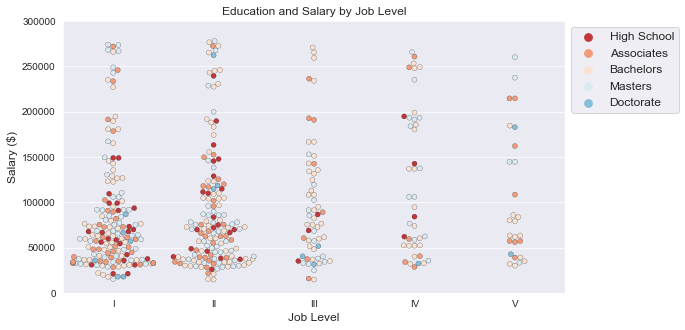 Education and Salary by Job Level
300000
250000
200000
150000
100000
50000
0
Salary ($)
I
II
III
IV
V
Job Level
High School
Associates
Bachelors
Masters
Doctorate